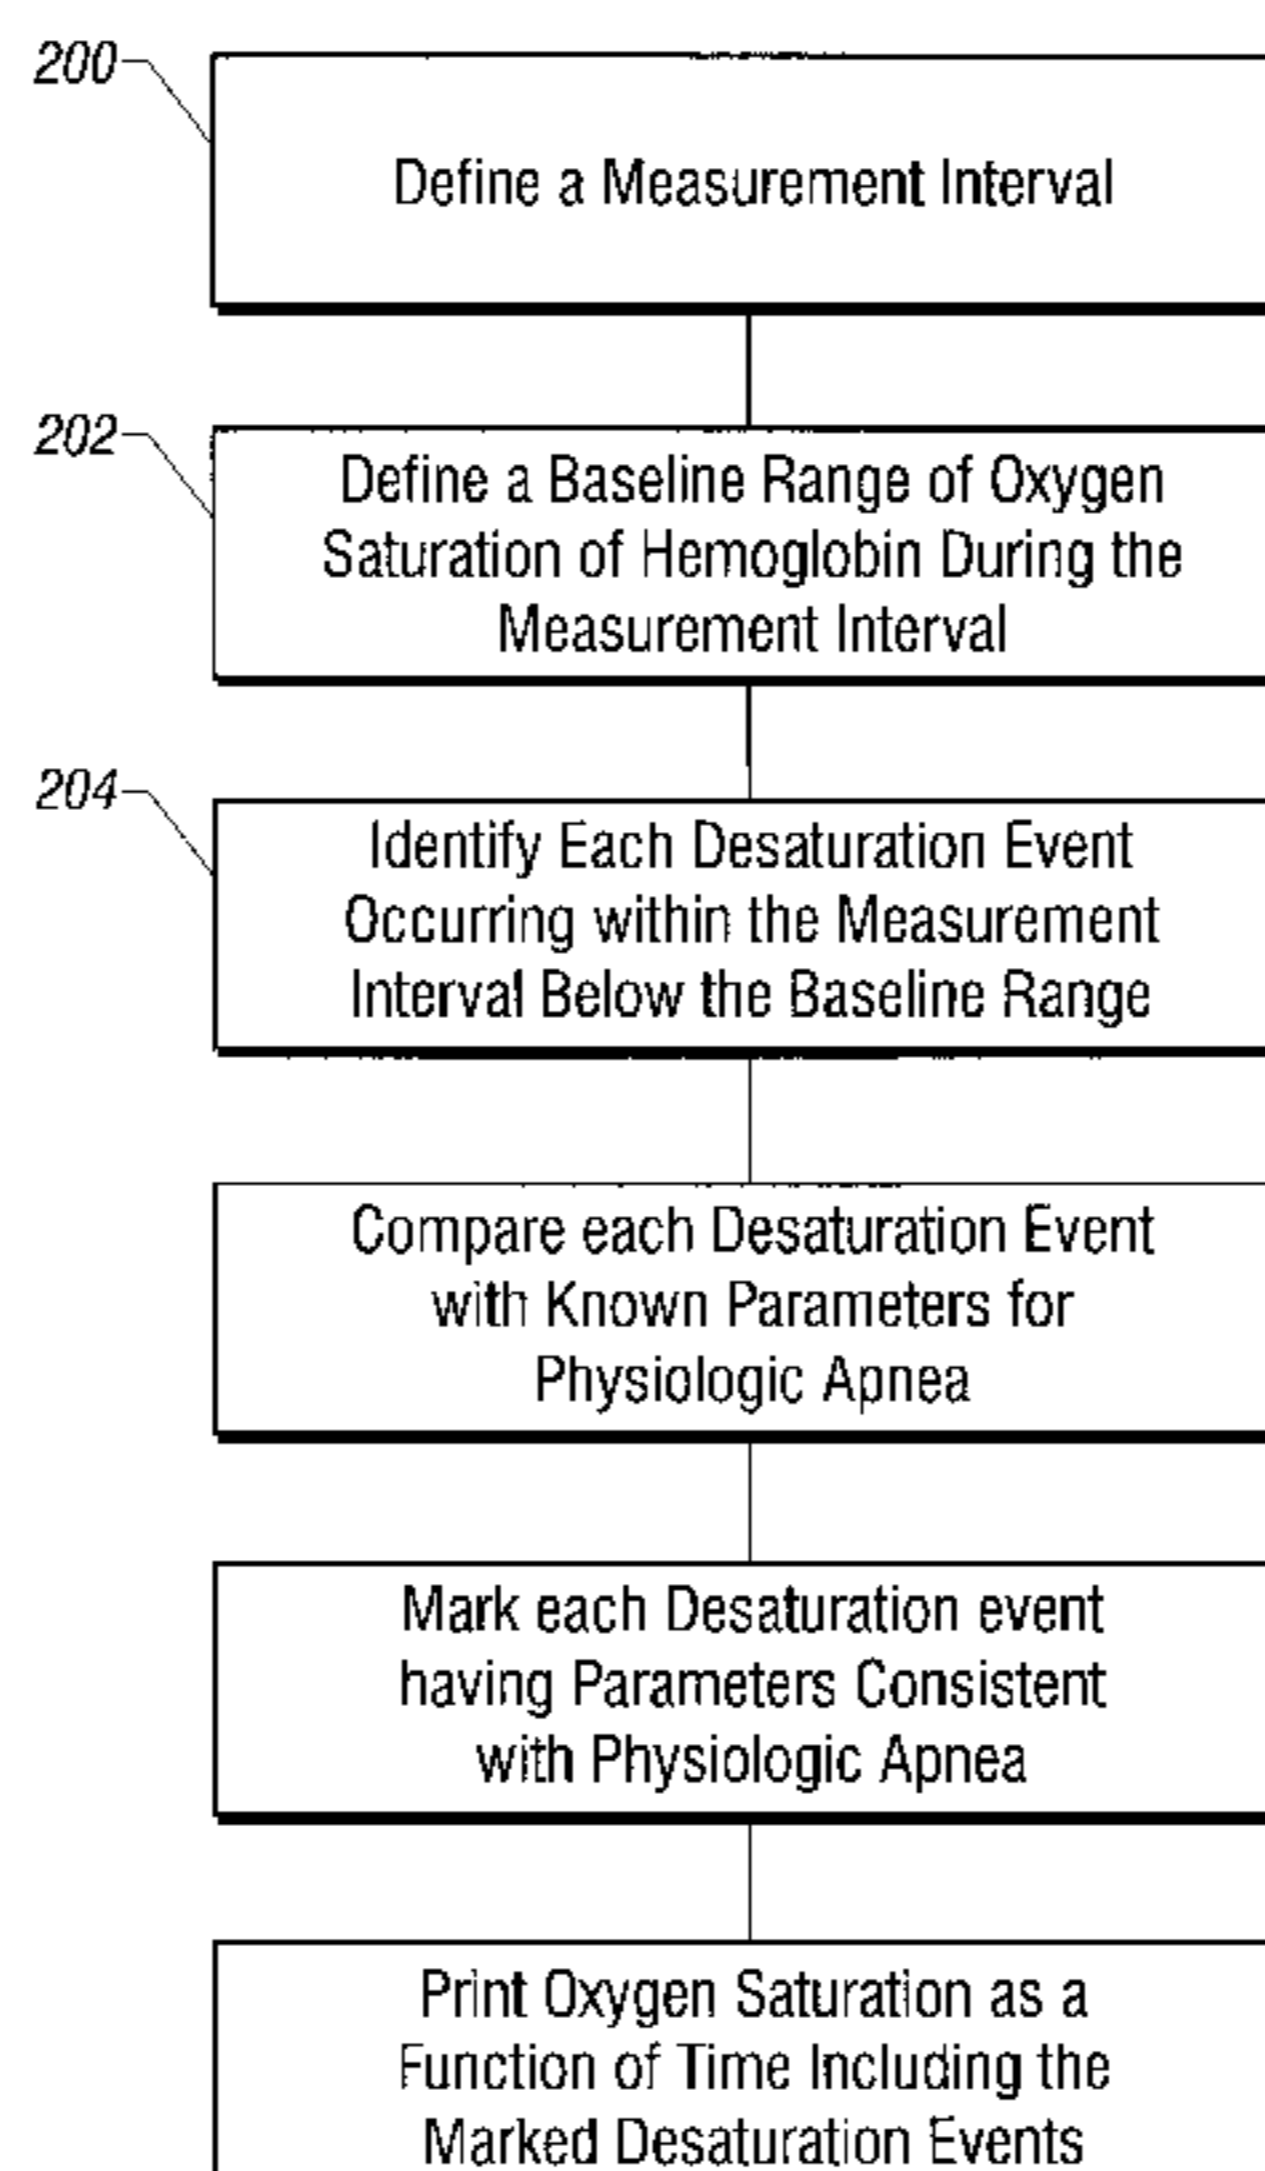 200
Define a Measurement Interval
202
Define a Baseline Range of Oxygen
Saturation of Hemoglobin During the
Measurement Interval
204
Identify Each Desaturation Event
Occurring within the Measurement
Interval Below the Baseline Range
Compare each Desaturation Event
with Known Parameters for
Physiologic Apnea
Mark each Desaturation event
having Parameters Consistent
with Physiologic Apnea
Print Oxygen Saturation as a
Function of Time Including the
Marked Desaturation Events